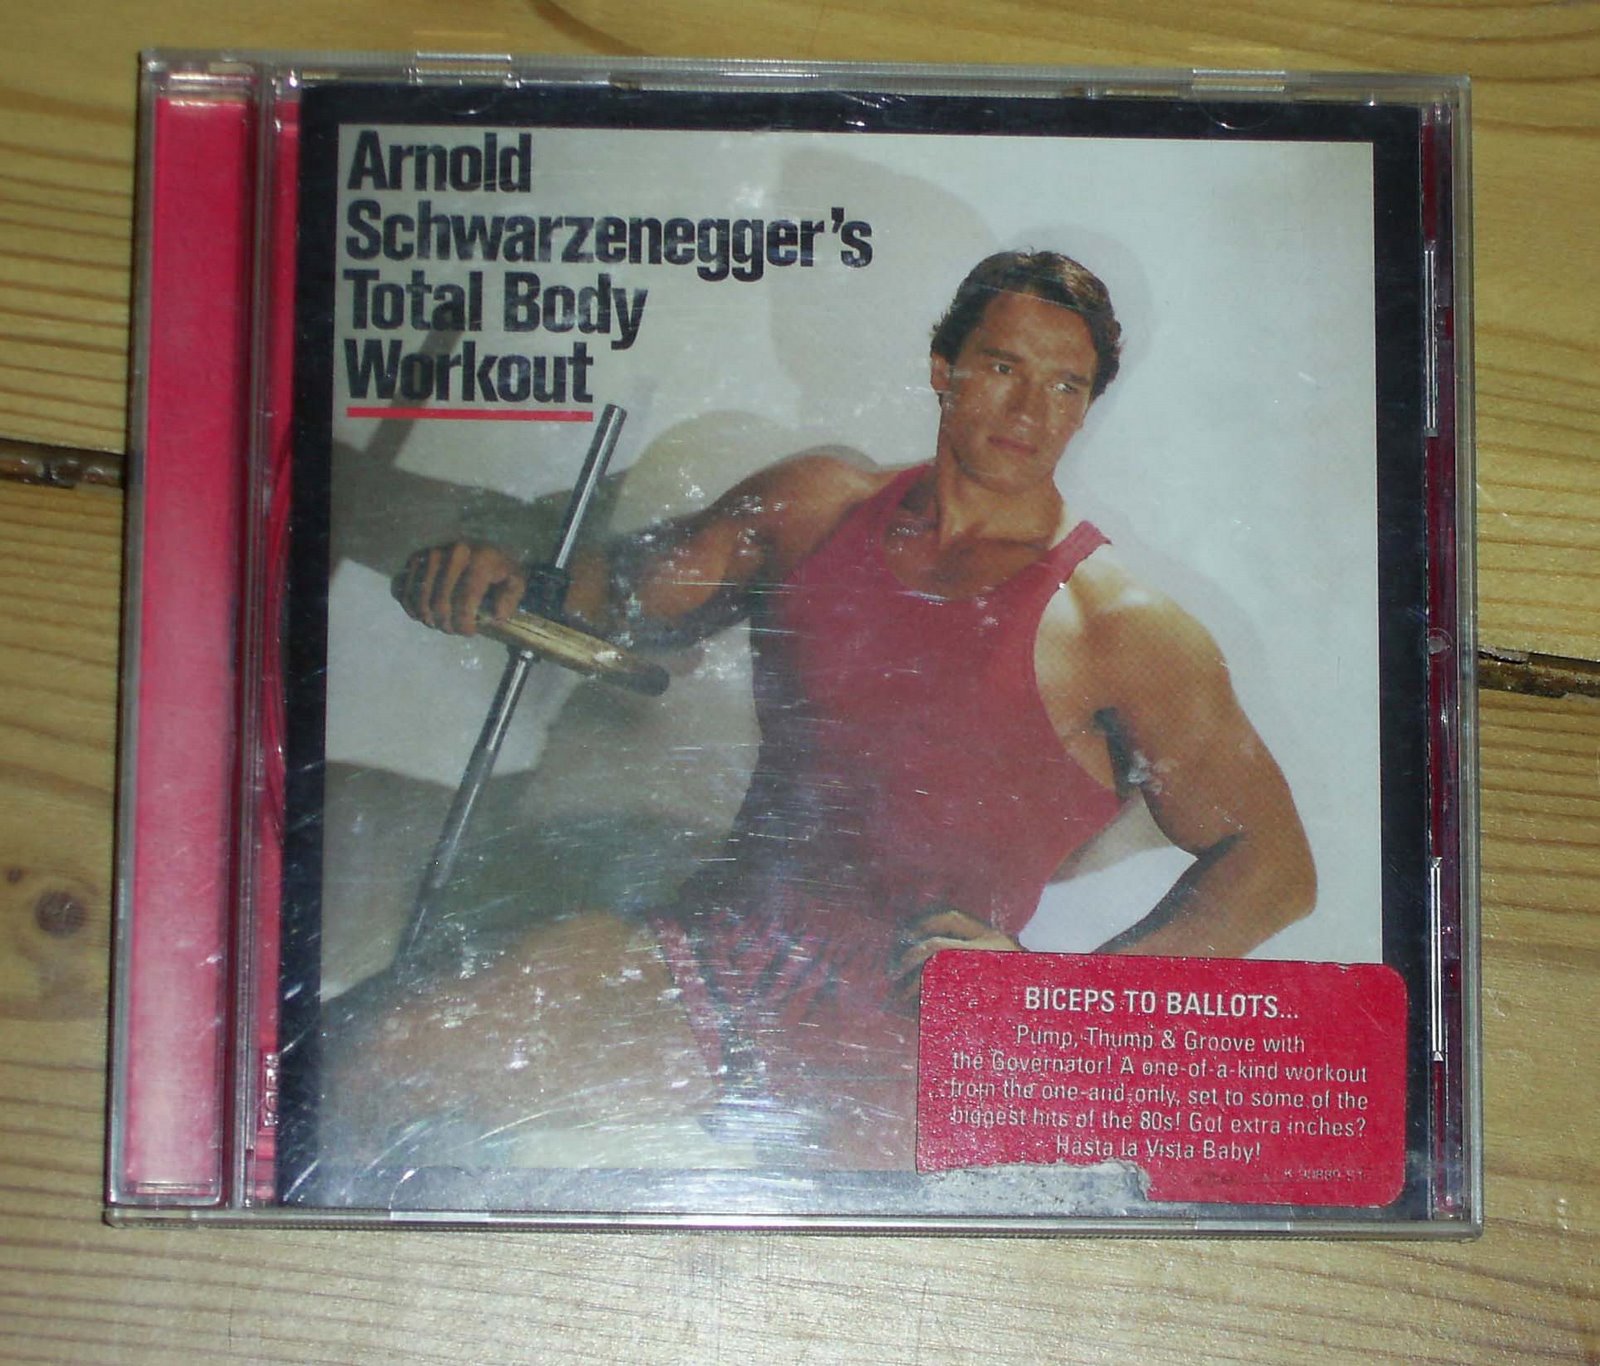 Arnold
Schwarzenegger's
Total Body
Workout
BICEPS TO BALLOTS...
Pump, Thump & Groove with
the Governator! A one-of-a-kind workout
from the one-and-only, set to some of the
biggest hits of the 80s! Got extra inches?
Hasta la Vista Baby!